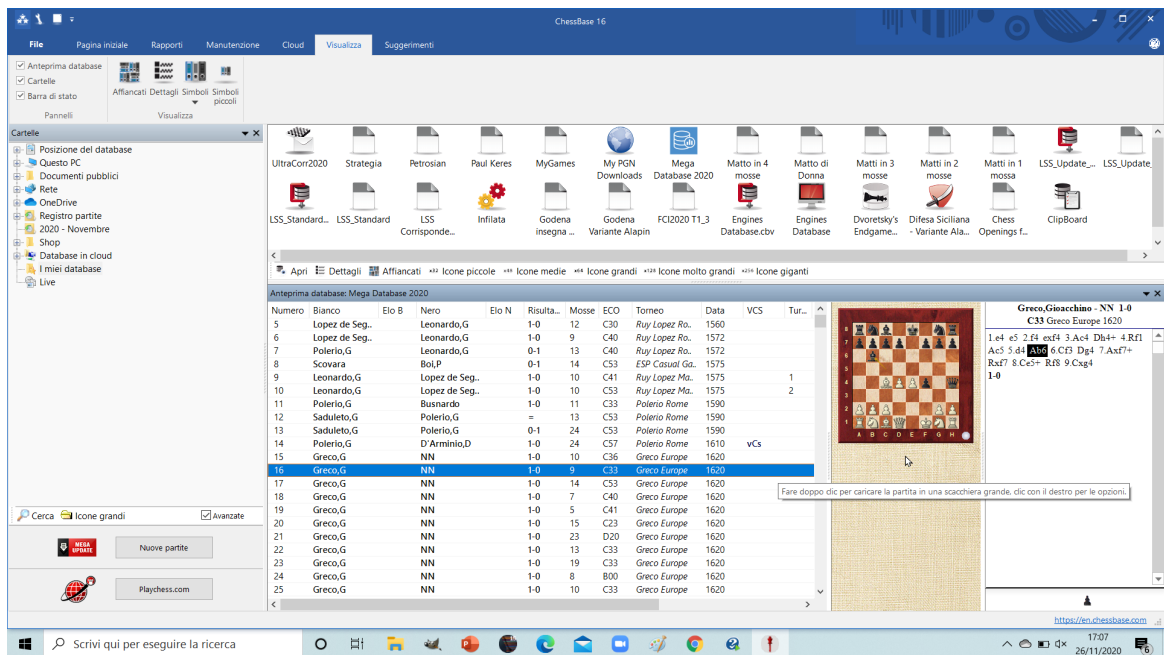 ChessBase 16
File Pagina iniziale Rapporti Manutenzione Cloud Visualizza Suggerimenti
Anteprima database
Cartelle
Barra di stato
Affiancati Dettagli Simboli Simboli piccoli
Pannelli Visualizza
Cartelle
Posizione del database
Questo PC
Documenti pubblici
Rete
OneDrive
Registro partite
2020 - Novembre
Shop
Database in cloud
I miei database
Live
Cerca Icone grandi Avanzate
MEGA UPDATE Nuove partite
Playchess.com
UltraCorr2020 Strategia Petrosian Paul Keres MyGames My PGN Downloads Mega Database 2020 Matto in 4 mosse Matto di Donna Matti in 3 mosse Matti in 2 mosse Matti in 1 mossa LSS_Update_... LSS_Update_
LSS_Standard... LSS_Standard LSS Corrisponde... Infilata Godena insegna ... Godena Variante Alapin FCI2020 T1_3 Engines Database.cbv Engines Database Dvoretsky's Endgame... Difesa Siciliana - Variante Ala... Chess Openings f... ClipBoard
Apri Dettagli Affiancati x32 Icone piccole x48 Icone medie x64 Icone grandi x128 Icone molto grandi x256 Icone giganti
Anteprima database: Mega Database 2020
Numero Bianco Elo B Nero Elo N Risulta... Mosse ECO Torneo Data VCS Tur...
5 Lopez de Seg.. Leonardo,G 1-0 12 C30 Ruy Lopez Ro.. 1560
6 Lopez de Seg.. Leonardo,G 1-0 9 C40 Ruy Lopez Ro.. 1572
7 Polerio,G Leonardo,G 0-1 13 C40 Ruy Lopez Ro.. 1572
8 Scovara Boi,P 0-1 14 C53 ESP Casual Ga.. 1575
9 Leonardo,G Lopez de Seg.. 1-0 10 C41 Ruy Lopez Ma.. 1575 1
10 Leonardo,G Lopez de Seg.. 1-0 10 C53 Ruy Lopez Ma.. 1575 2
11 Polerio,G Busnardo 1-0 11 C33 Polerio Rome 1590
12 Saduleto,G Polerio,G = 13 C53 Polerio Rome 1590
13 Saduleto,G Polerio,G 0-1 24 C53 Polerio Rome 1590
14 Polerio,G D'Arminio,D 1-0 24 C57 Polerio Rome 1610 vCs
15 Greco,G NN 1-0 10 C36 Greco Europe 1620
16 Greco,G NN 1-0 9 C33 Greco Europe 1620
17 Greco,G NN 1-0 14 C53 Greco Europe 1620
18 Greco,G NN 1-0 7 C40 Greco Europe 1620
19 Greco,G NN 1-0 5 C41 Greco Europe 1620
20 Greco,G NN 1-0 15 C23 Greco Europe 1620
21 Greco,G NN 1-0 23 D20 Greco Europe 1620
22 Greco,G NN 1-0 13 C33 Greco Europe 1620
23 Greco,G NN 1-0 19 C33 Greco Europe 1620
24 Greco,G NN 1-0 8 B00 Greco Europe 1620
25 Greco,G NN 1-0 10 C33 Greco Europe 1620
8
7
6
5
4
3
2
1
A B C D E F G H
Fare doppo clic per caricare la partita in una scacchiera grande, clic con il destro per le opzioni.
Greco,Gioacchino - NN 1-0
C33 Greco Europe 1620
1.e4 e5 2.f4 exf4 3.Ac4 Dh4+ 4.Rf1
Ac5 5.d4 Ab6 6.Cf3 Dg4 7.Axf7+
Rxf7 8.Ce5+ Rf8 9.Cxg4
1-0
https://en.chessbase.com
Scrivi qui per eseguire la ricerca
17:07
26/11/2020
6